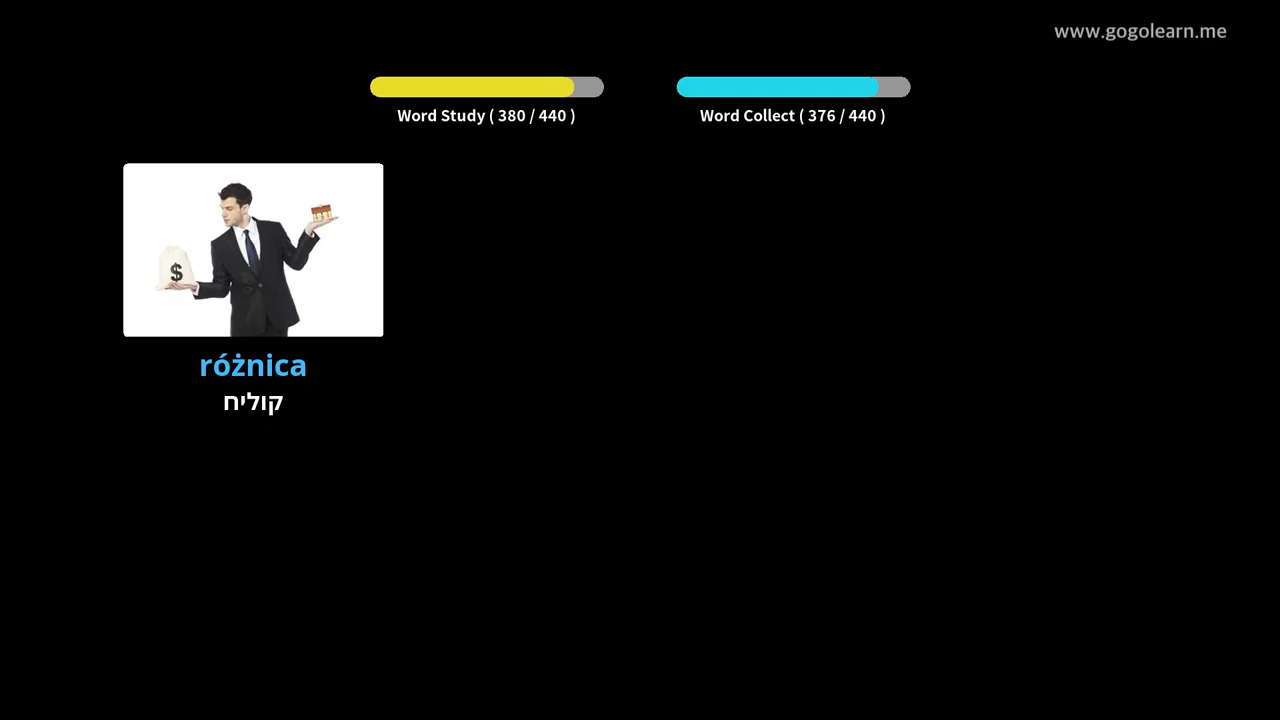 www.gogolearn.me
Word Study ( 380 / 440 )
Word Collect ( 376 / 440 )
$
różnica
קוליח